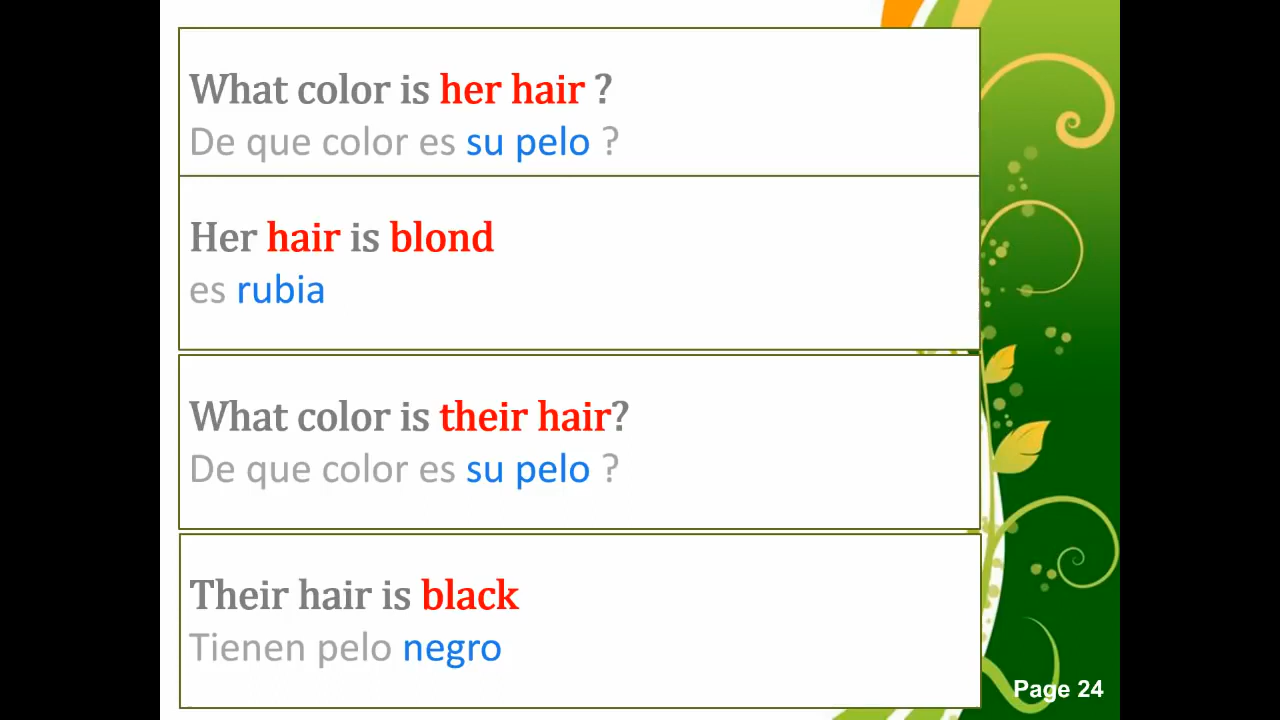 What color is her hair ?
De que color es su pelo ?
Her hair is blond
es rubia
What color is their hair?
De que color es su pelo ?
Their hair is black
Tienen pelo negro
Page 24